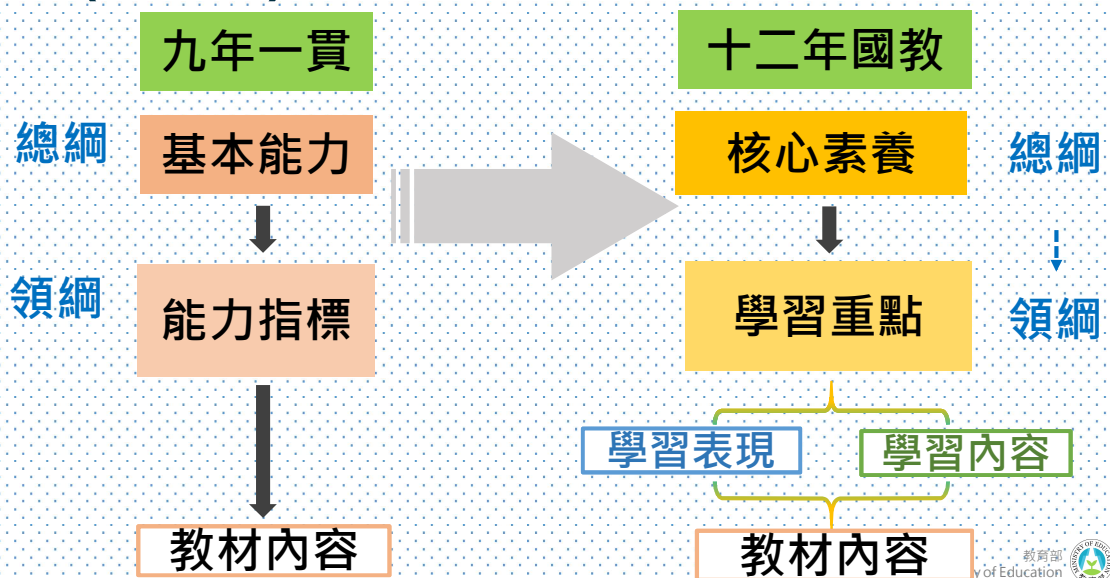 九年一貫
十二年國教
總綱
基本能力
核心素養
總綱
領綱
能力指標
學習重點
領綱
學習表現
學習內容
教材內容
教材內容
教育部
y of Education